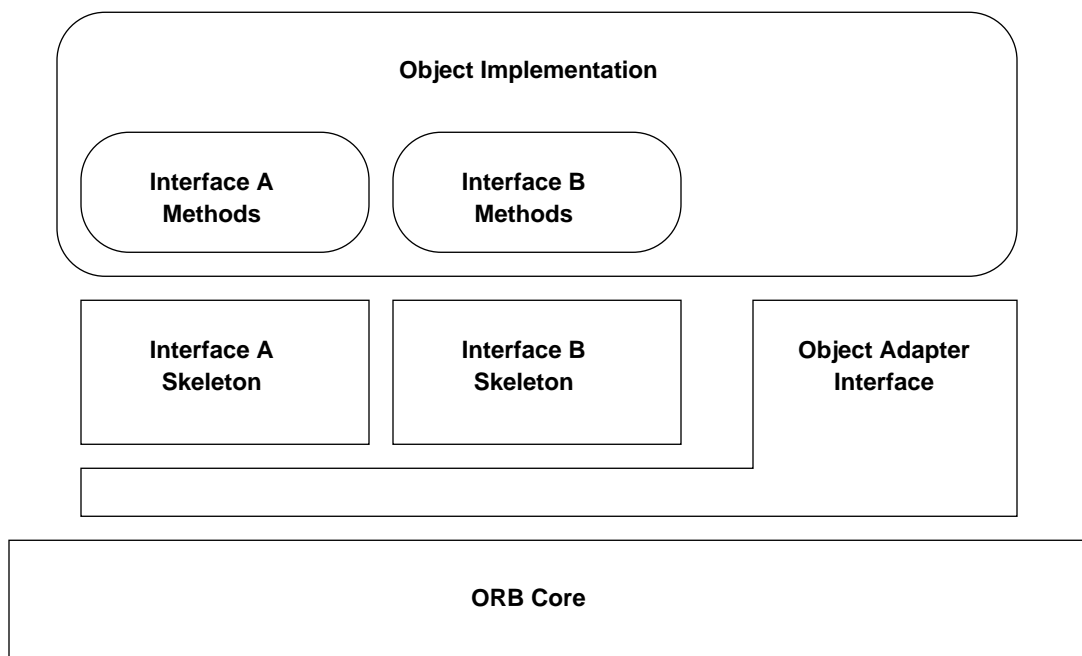 Object Implementation
Interface A
Methods
Interface B
Methods
Interface A
Skeleton
Interface B
Skeleton
Object Adapter
Interface
ORB Core